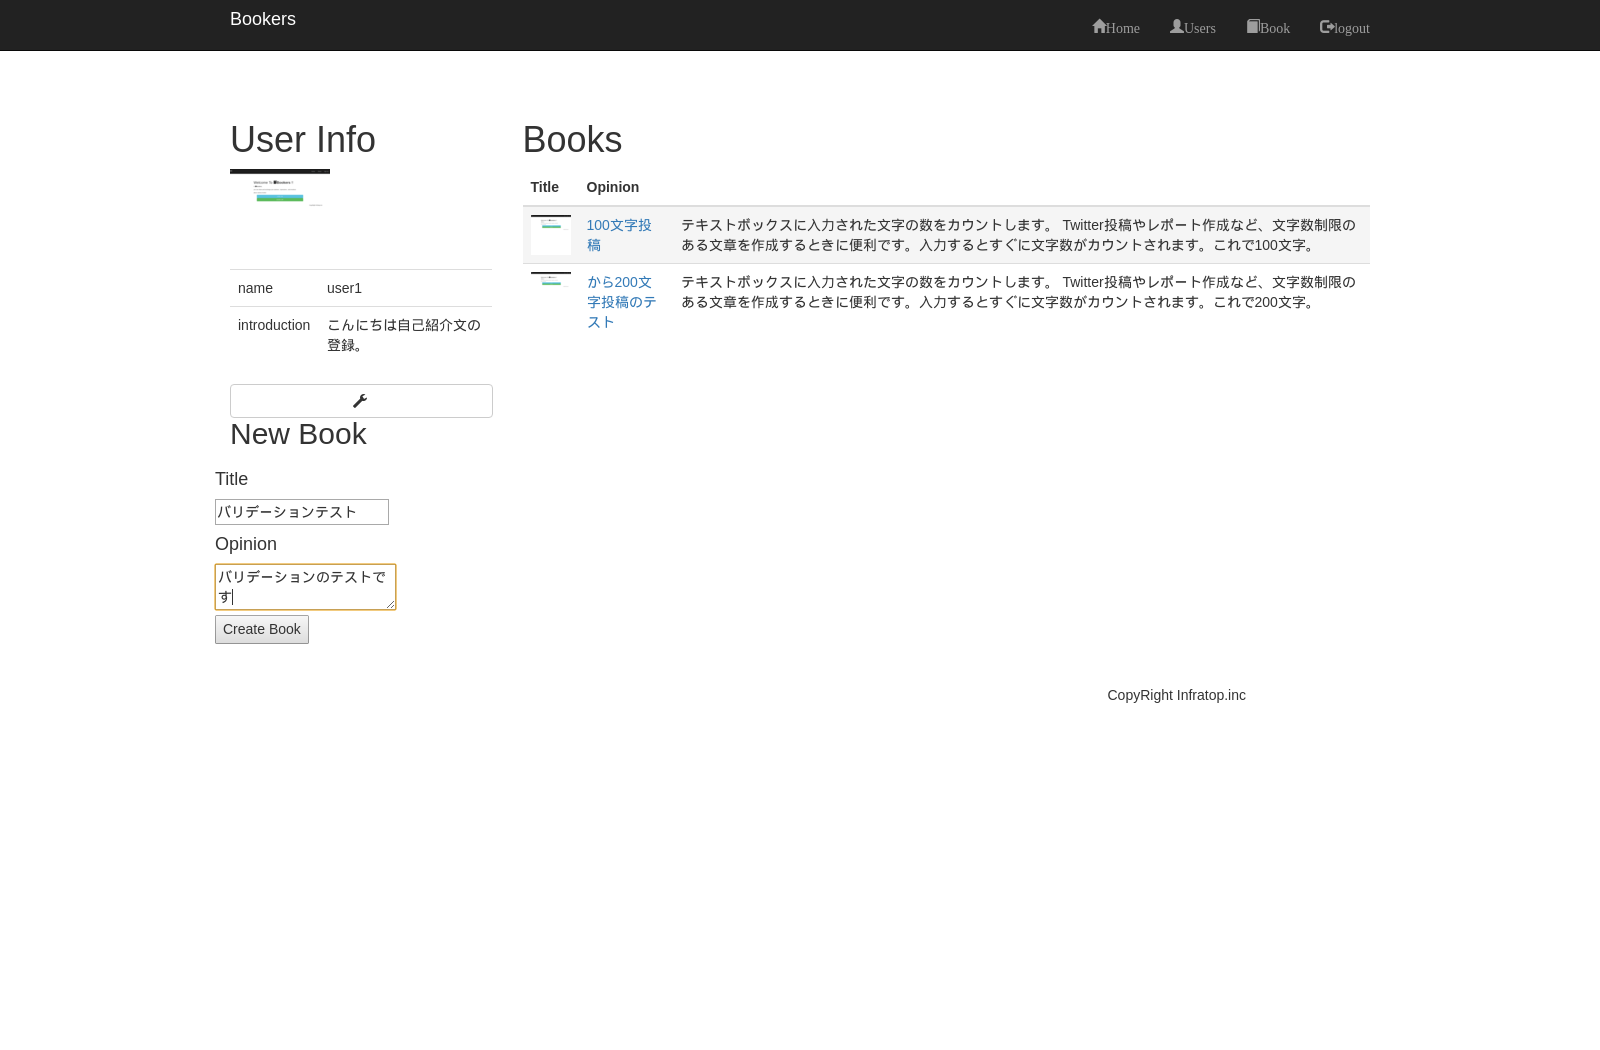 Bookers
Home Users Book logout
User Info
name user1
introduction こんにちは自己紹介文の
登録。
New Book
Title
バリデーションテスト
Opinion
バリデーションのテストで
す
Create Book
Books
Title Opinion
100文字投 テキストボックスに入力された文字の数をカウントします。 Twitter投稿やレポート作成など、文字数制限の
稿 ある文章を作成するときに便利です。入力するとすぐに文字数がカウントされます。これで100文字。
から200文 テキストボックスに入力された文字の数をカウントします。 Twitter投稿やレポート作成など、文字数制限の
字投稿のテ ある文章を作成するときに便利です。入力するとすぐに文字数がカウントされます。これで200文字。
スト
CopyRight Infratop.inc